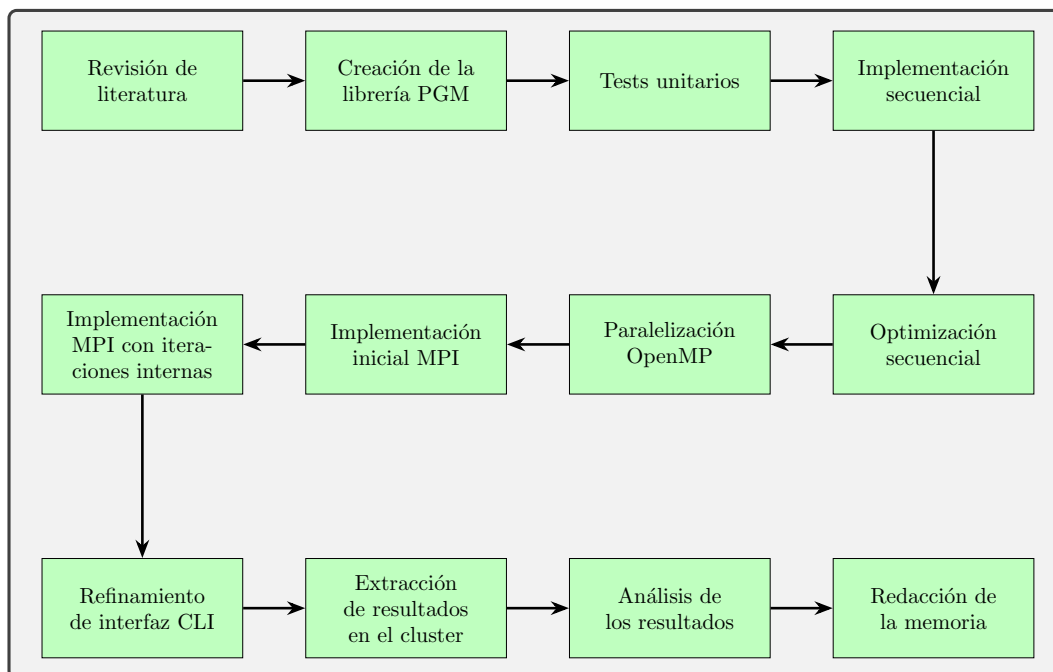 Revisión de
literatura
Creación de la
librería PGM
Tests unitarios
Implementación
secuencial
Implementación
MPI con itera-
ciones internas
Implementación
inicial MPI
Paralelización
OpenMP
Optimización
secuencial
Refinamiento
de interfaz CLI
Extracción
de resultados
en el cluster
Análisis de
los resultados
Redacción de
la memoria